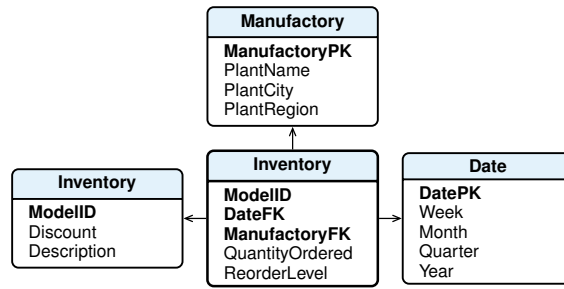 Manufactory
ManufactoryPK
PlantName
PlantCity
PlantRegion
Inventory
ModelID
Discount
Description
Inventory
ModelID
DateFK
ManufactoryFK
QuantityOrdered
ReorderLevel
Date
DatePK
Week
Month
Quarter
Year